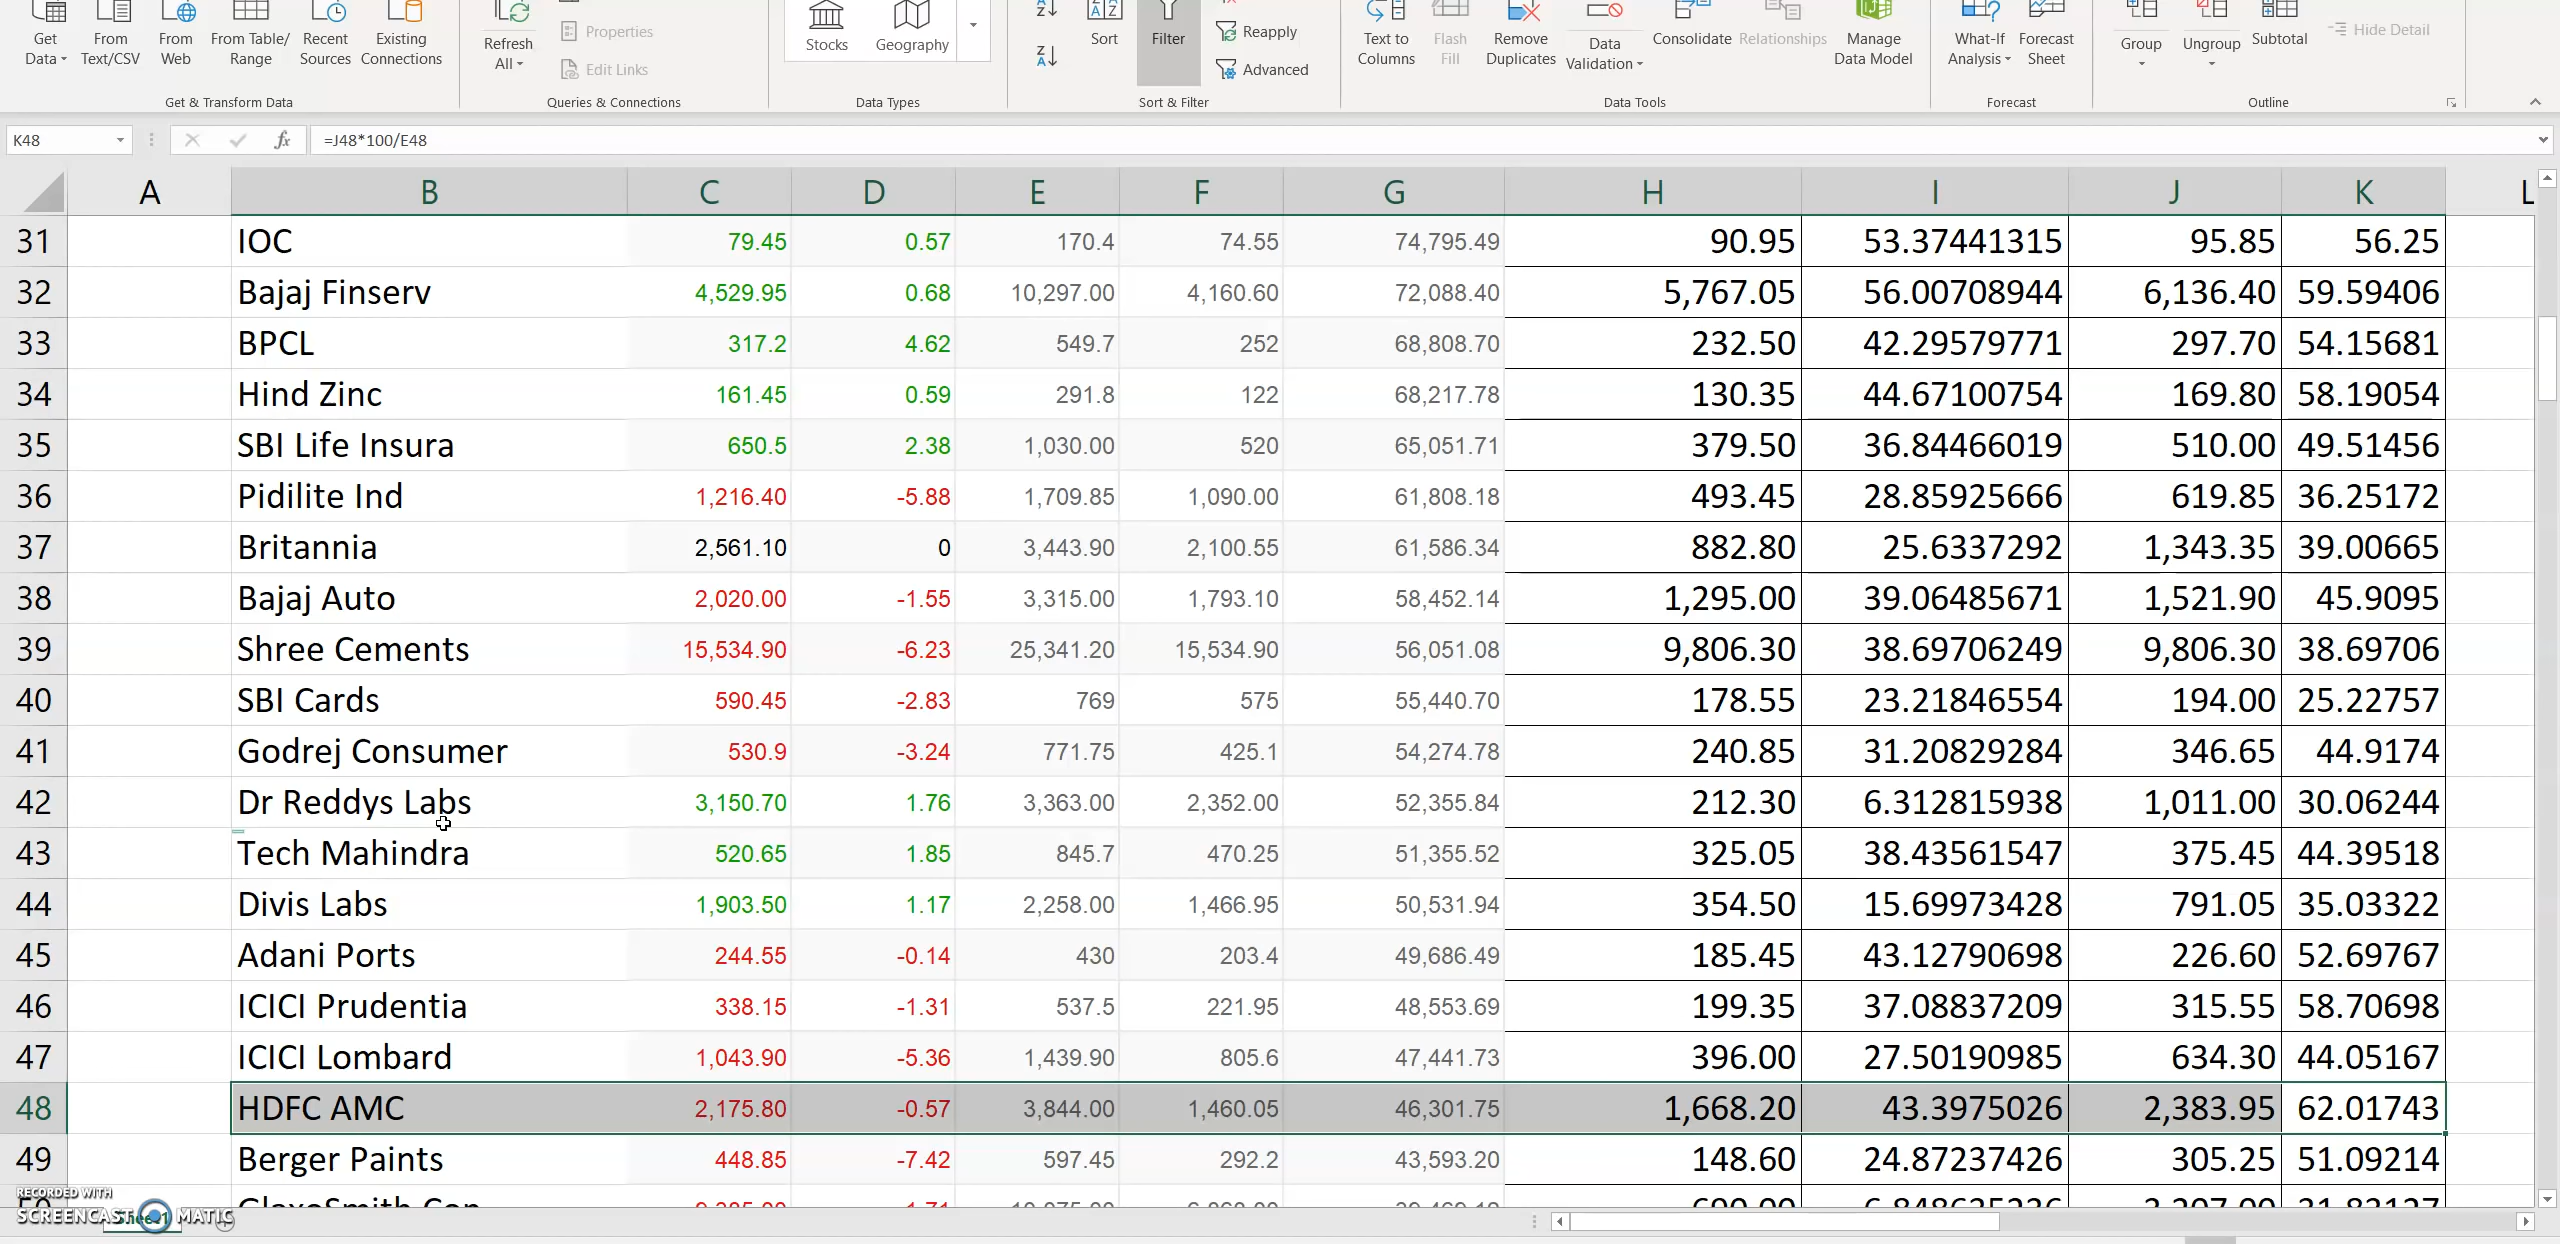 Get Data
From Text/CSV
From Web
From Table/ Range
Recent Sources
Existing Connections
Refresh All
Properties
Edit Links
Stocks
Geography
Sort
Filter
Reapply
Advanced
Text to Columns
Flash Fill
Remove Duplicates
Data Validation
Consolidate
Relationships
Manage Data Model
What-If Analysis
Forecast Sheet
Group
Ungroup
Subtotal
Hide Detail
Get & Transform Data
Queries & Connections
Data Types
Sort & Filter
Data Tools
Forecast
Outline
K48 fx =J48*100/E48
A B C D E F G H I J K L
31 IOC 79.45 0.57 170.4 74.55 74,795.49 90.95 53.37441315 95.85 56.25
32 Bajaj Finserv 4,529.95 0.68 10,297.00 4,160.60 72,088.40 5,767.05 56.00708944 6,136.40 59.59406
33 BPCL 317.2 4.62 549.7 252 68,808.70 232.50 42.29579771 297.70 54.15681
34 Hind Zinc 161.45 0.59 291.8 122 68,217.78 130.35 44.67100754 169.80 58.19054
35 SBI Life Insura 650.5 2.38 1,030.00 520 65,051.71 379.50 36.84466019 510.00 49.51456
36 Pidilite Ind 1,216.40 -5.88 1,709.85 1,090.00 61,808.18 493.45 28.85925666 619.85 36.25172
37 Britannia 2,561.10 0 3,443.90 2,100.55 61,586.34 882.80 25.6337292 1,343.35 39.00665
38 Bajaj Auto 2,020.00 -1.55 3,315.00 1,793.10 58,452.14 1,295.00 39.06485671 1,521.90 45.9095
39 Shree Cements 15,534.90 -6.23 25,341.20 15,534.90 56,051.08 9,806.30 38.69706249 9,806.30 38.69706
40 SBI Cards 590.45 -2.83 769 575 55,440.70 178.55 23.21846554 194.00 25.22757
41 Godrej Consumer 530.9 -3.24 771.75 425.1 54,274.78 240.85 31.20829284 346.65 44.9174
42 Dr Reddys Labs 3,150.70 1.76 3,363.00 2,352.00 52,355.84 212.30 6.312815938 1,011.00 30.06244
43 Tech Mahindra 520.65 1.85 845.7 470.25 51,355.52 325.05 38.43561547 375.45 44.39518
44 Divis Labs 1,903.50 1.17 2,258.00 1,466.95 50,531.94 354.50 15.69973428 791.05 35.03322
45 Adani Ports 244.55 -0.14 430 203.4 49,686.49 185.45 43.12790698 226.60 52.69767
46 ICICI Prudentia 338.15 -1.31 537.5 221.95 48,553.69 199.35 37.08837209 315.55 58.70698
47 ICICI Lombard 1,043.90 -5.36 1,439.90 805.6 47,441.73 396.00 27.50190985 634.30 44.05167
48 HDFC AMC 2,175.80 -0.57 3,844.00 1,460.05 46,301.75 1,668.20 43.3975026 2,383.95 62.01743
49 Berger Paints 448.85 -7.42 597.45 292.2 43,593.20 148.60 24.87237426 305.25 51.09214
RECORDED WITH
SCREENCAST MATIC